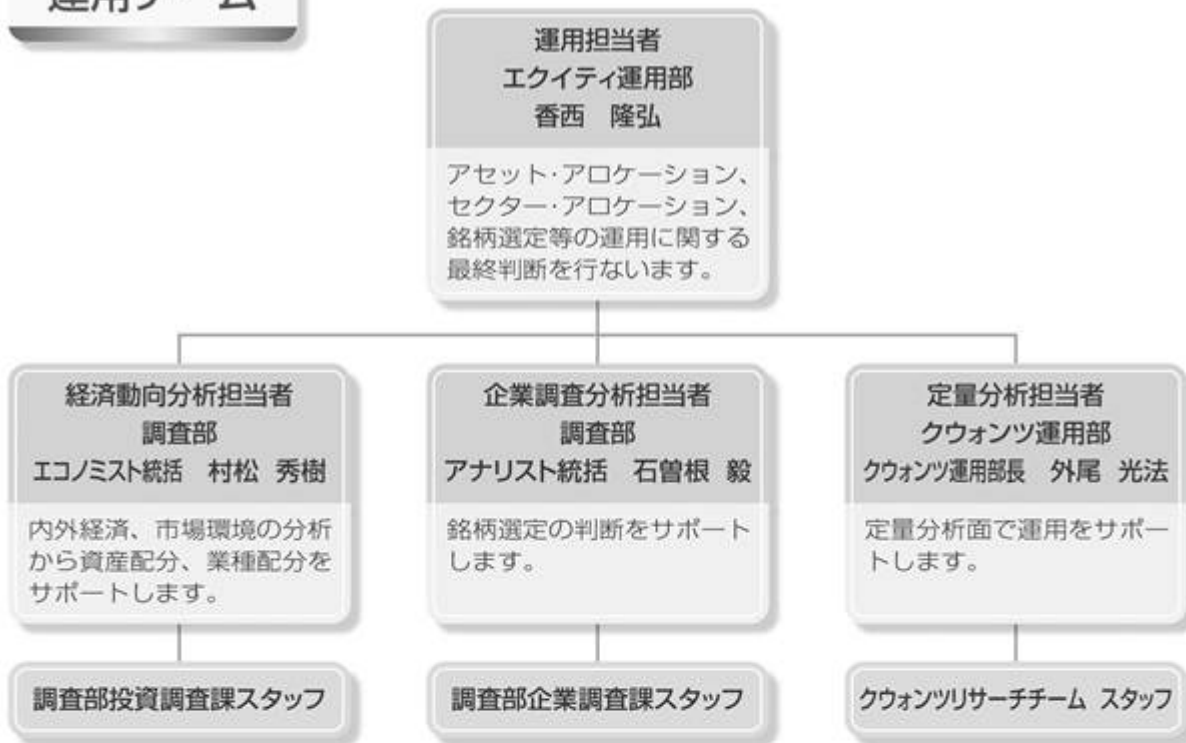 運用チーム
運用担当者
エクイティ運用部
香西 隆弘
アセット・アロケーション、
セクター・アロケーション、
銘柄選定等の運用に関する
最終判断を行ないます。
経済動向分析担当者
調査部
エコノミスト統括 村松 秀樹
内外経済、市場環境の分析
から資産配分、業種配分を
サポートします。
企業調査分析担当者
調査部
アナリスト統括 石曽根 毅
銘柄選定の判断をサポート
します。
定量分析担当者
クウォンツ運用部
クウォンツ運用部長 外尾 光法
定量分析面で運用をサポー
トします。
調査部投資調査課スタッフ
調査部企業調査課スタッフ
クウォンツリサーチチーム スタッフ